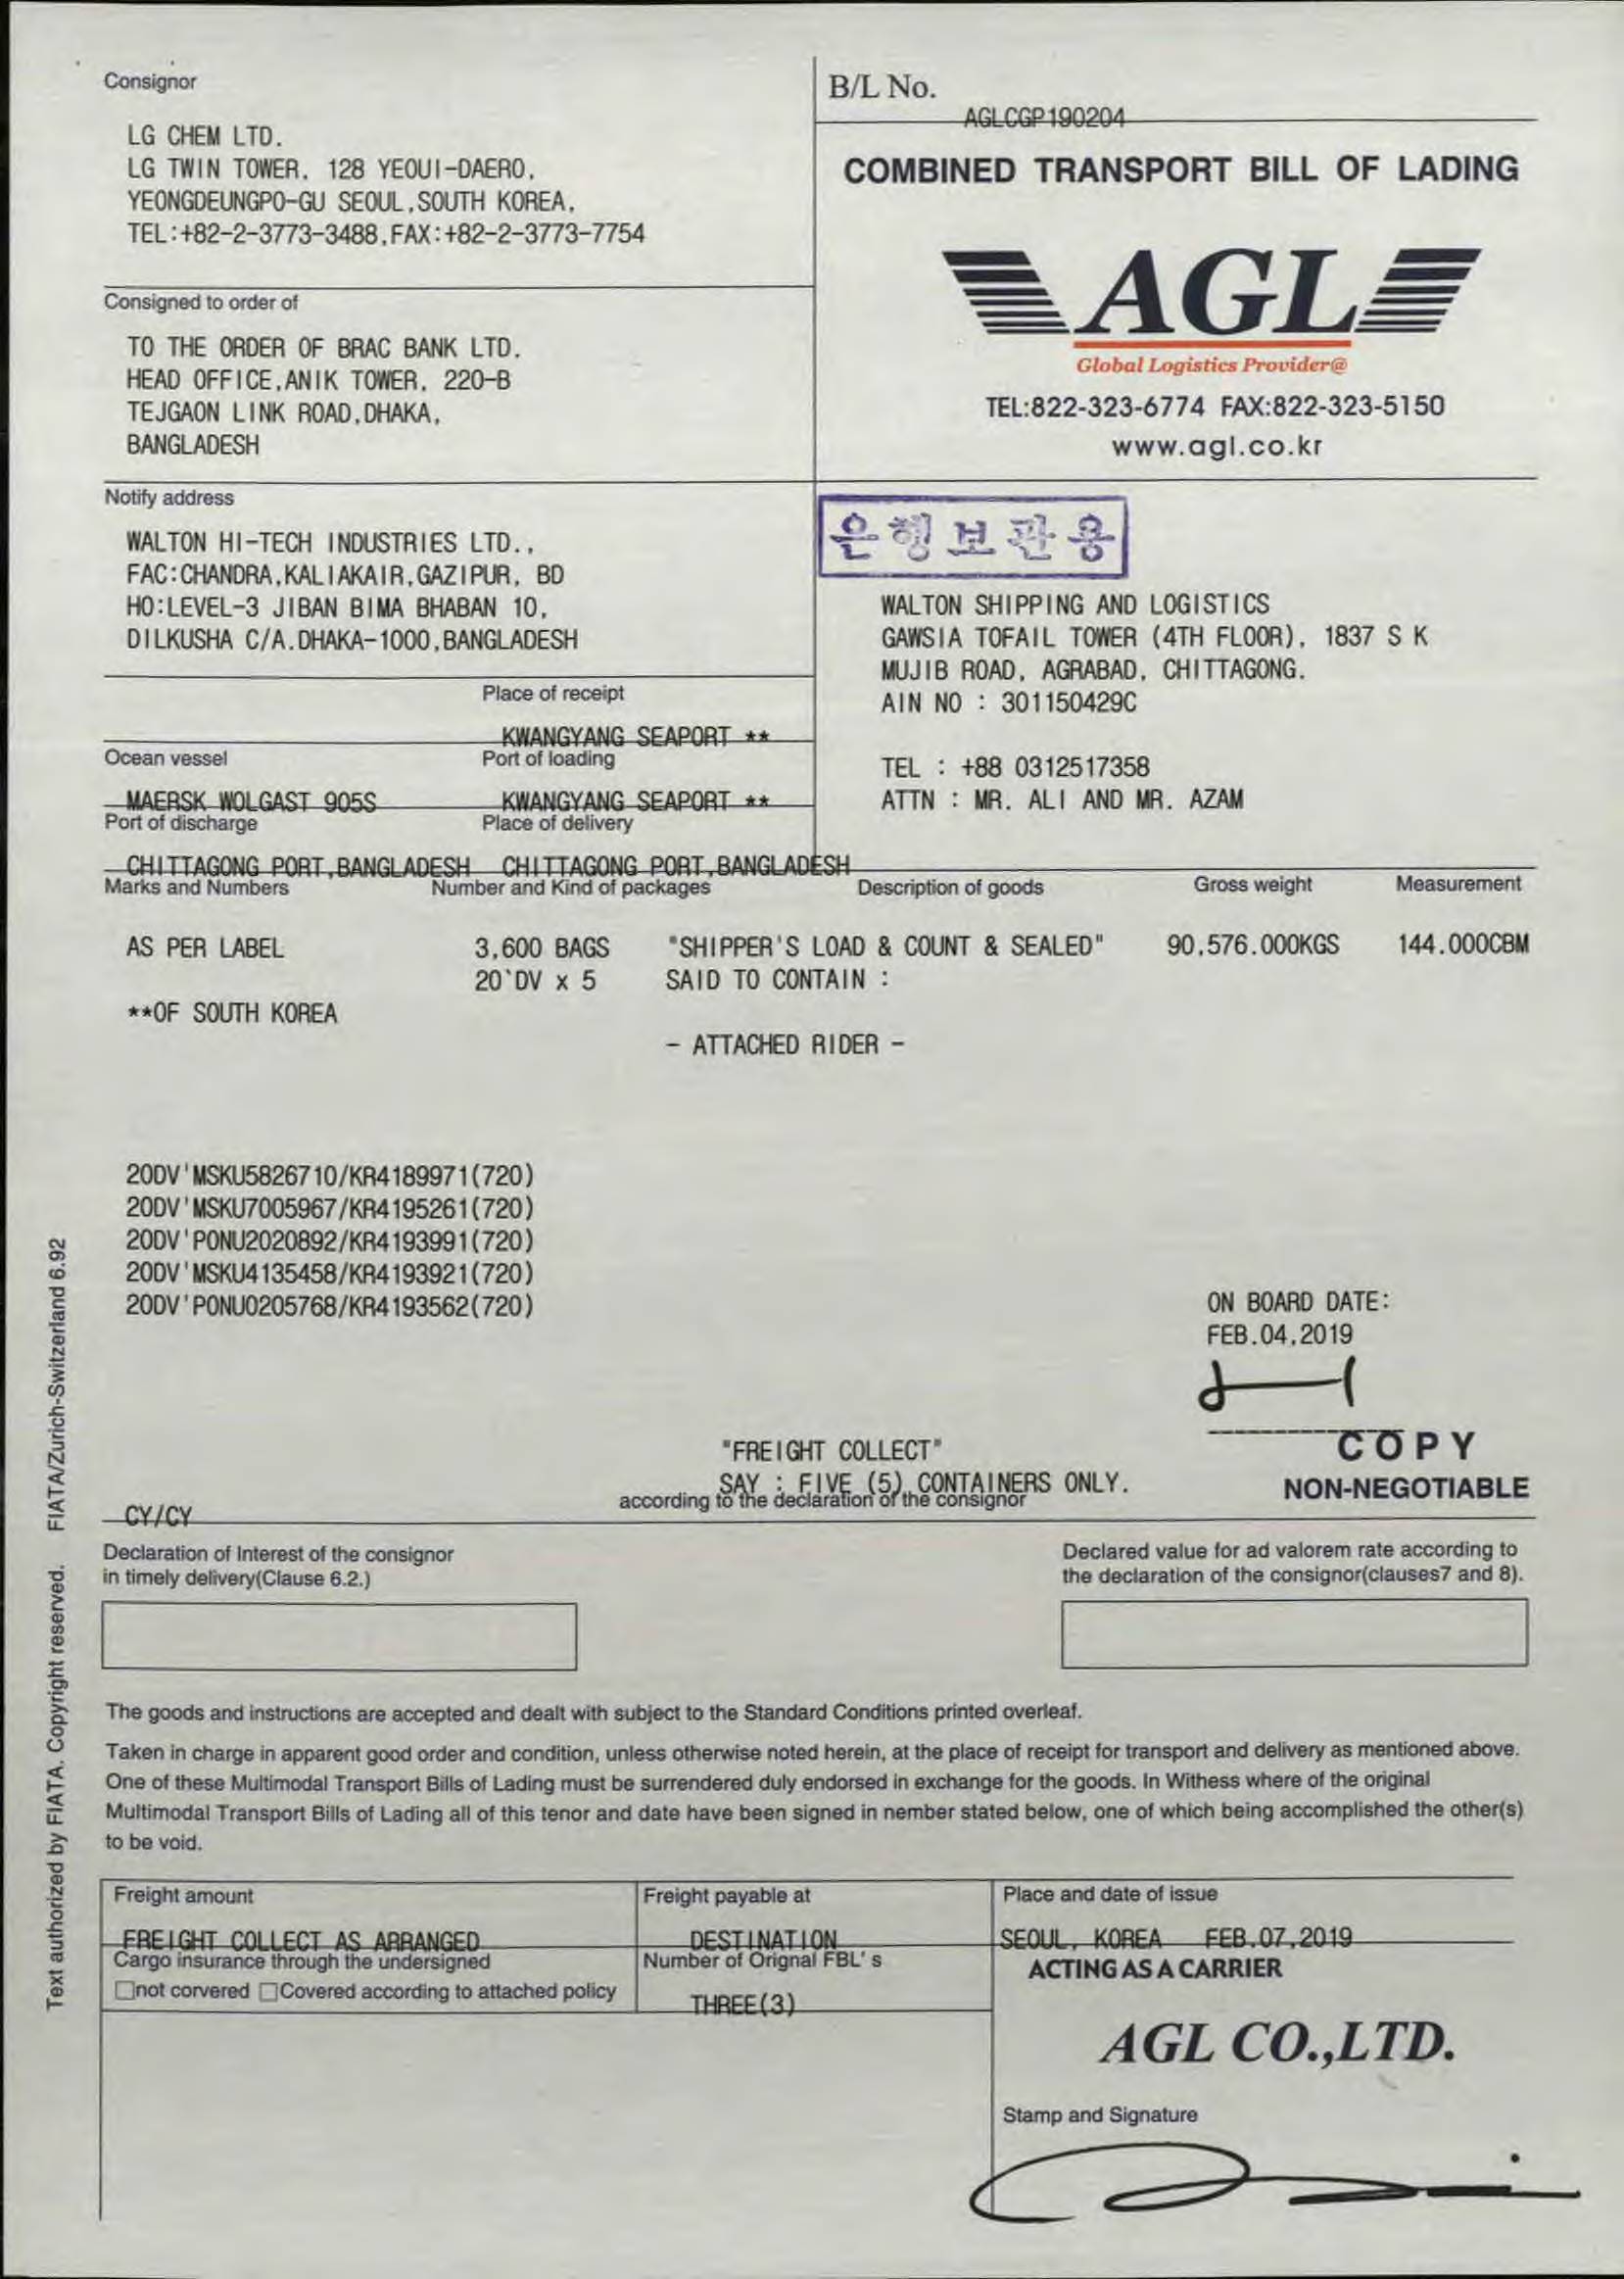 Consignor
LG CHEM LTD.
LG TWIN TOWER, 128 YEOUI-DAERO,
YEONGDEUNGPO-GU SEOUL,SOUTH KOREA,
TEL:+82-2-3773-3488,FAX:+82-2-3773-7754
B/L No.
AGLCGP190204
COMBINED TRANSPORT BILL OF LADING
AGL
Global Logistics Provider@
TEL:822-323-6774 FAX:822-323-5150
www.agl.co.kr
Consigned to order of
TO THE ORDER OF BRAC BANK LTD.
HEAD OFFICE,ANIK TOWER, 220-B
TEJGAON LINK ROAD,DHAKA,
BANGLADESH
Notify address
WALTON HI-TECH INDUSTRIES LTD.,
FAC:CHANDRA,KALIAKAIR,GAZIPUR, BD
HO:LEVEL-3 JIBAN BIMA BHABAN 10,
DILKUSHA C/A.DHAKA-1000,BANGLADESH
은행보관용
WALTON SHIPPING AND LOGISTICS
GAWSIA TOFAIL TOWER (4TH FLOOR), 1837 S K
MUJIB ROAD, AGRABAD, CHITTAGONG.
AIN NO : 301150429C
TEL : +88 0312517358
ATTN : MR. ALI AND MR. AZAM
Place of receipt
KWANGYANG SEAPORT **
Ocean vessel Port of loading
MAERSK WOLGAST 905S KWANGYANG SEAPORT **
Port of discharge Place of delivery
CHITTAGONG PORT,BANGLADESH CHITTAGONG PORT,BANGLADESH
Marks and Numbers Number and Kind of packages Description of goods Gross weight Measurement
AS PER LABEL 3,600 BAGS "SHIPPER'S LOAD & COUNT & SEALED" 90,576.000KGS 144.000CBM
20`DV x 5 SAID TO CONTAIN :
**OF SOUTH KOREA
- ATTACHED RIDER -
20DV'MSKU5826710/KR4189971(720)
20DV'MSKU7005967/KR4195261(720)
20DV'PONU2020892/KR4193991(720)
20DV'MSKU4135458/KR4193921(720)
20DV'PONU0205768/KR4193562(720)
ON BOARD DATE:
FEB.04,2019
"FREIGHT COLLECT"
COPY
SAY : FIVE (5) CONTAINERS ONLY.
NON-NEGOTIABLE
according to the declaration of the consignor
CY/CY
Declaration of Interest of the consignor
in timely delivery(Clause 6.2.)
Declared value for ad valorem rate according to
the declaration of the consignor(clauses7 and 8).
The goods and instructions are accepted and dealt with subject to the Standard Conditions printed overleaf.
Taken in charge in apparent good order and condition, unless otherwise noted herein, at the place of receipt for transport and delivery as mentioned above.
One of these Multimodal Transport Bills of Lading must be surrendered duly endorsed in exchange for the goods. In Withess where of the original
Multimodal Transport Bills of Lading all of this tenor and date have been signed in nember stated below, one of which being accomplished the other(s)
to be void.
Freight amount
FREIGHT COLLECT AS ARRANGED
Freight payable at
DESTINATION
Place and date of issue
SEOUL, KOREA FEB.07,2019
Cargo insurance through the undersigned
not corvered Covered according to attached policy
Number of Orignal FBL's
THREE(3)
ACTING AS A CARRIER
AGL CO.,LTD.
Stamp and Signature
Text authorized by FIATA. Copyright reserved. FIATA/Zurich-Switzerland 6.92